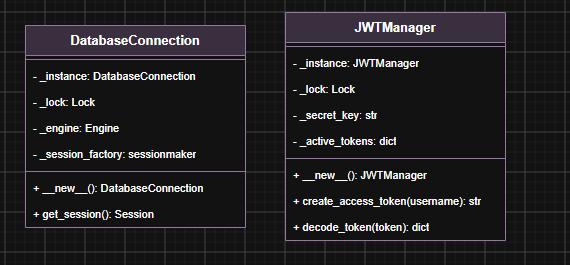 DatabaseConnection
- _instance: DatabaseConnection
- _lock: Lock
- _engine: Engine
- _session_factory: sessionmaker
+ __new__(): DatabaseConnection
+ get_session(): Session
JWTManager
- _instance: JWTManager
- _lock: Lock
- _secret_key: str
- _active_tokens: dict
+ __new__(): JWTManager
+ create_access_token(username): str
+ decode_token(token): dict